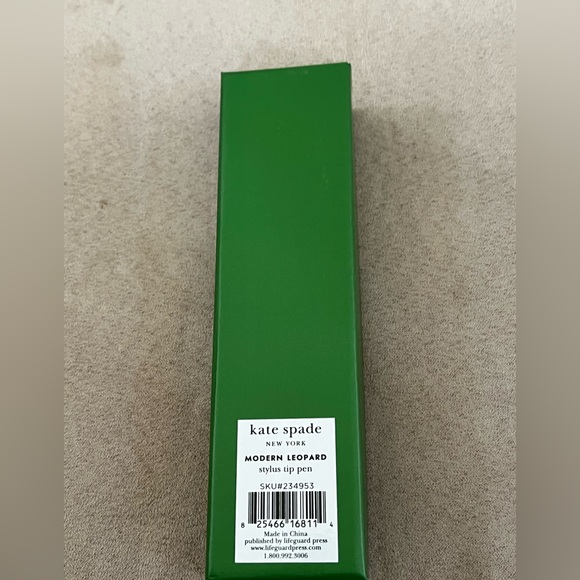 kate spade
NEW YORK
MODERN LEOPARD
stylus tip pen
SKU#234953
8 25466 16811 4
Made in China
published by lifeguard press
www.lifeguardpress.com
1.800.992.3006